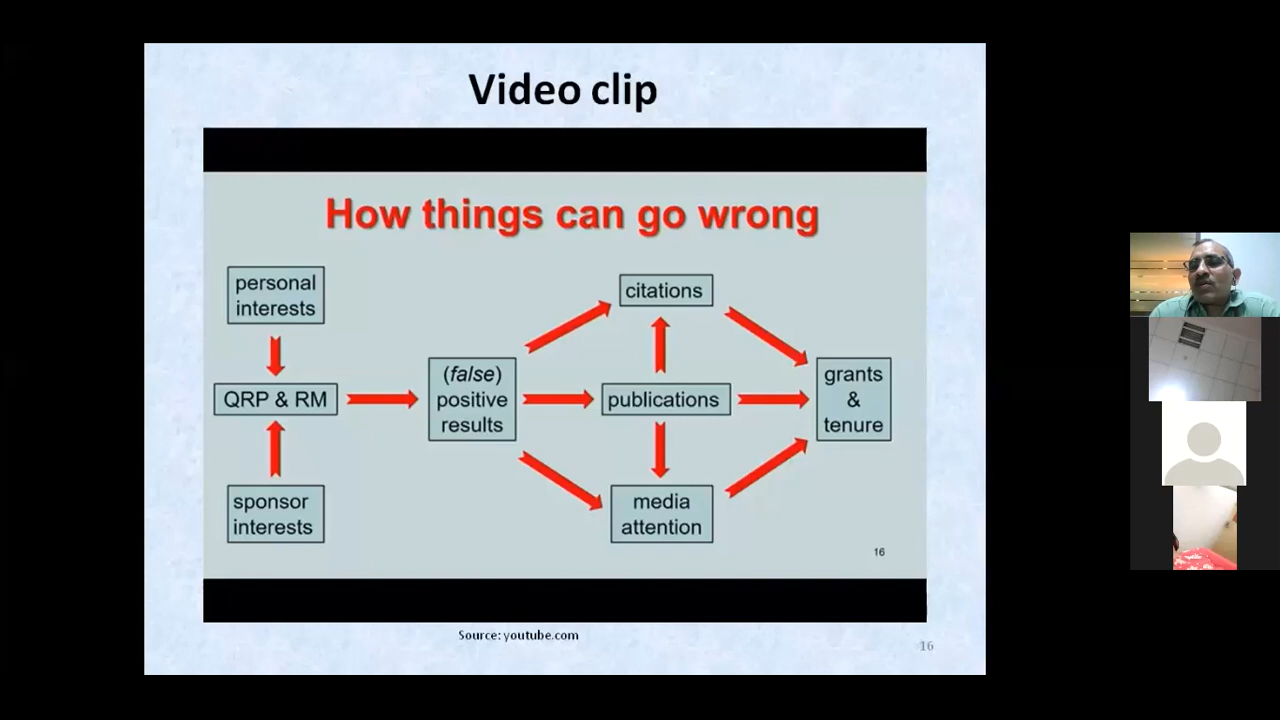 Video clip
How things can go wrong
personal
interests
QRP & RM
sponsor
interests
(false)
positive
results
citations
publications
media
attention
grants
&
tenure
16
Source: youtube.com
16